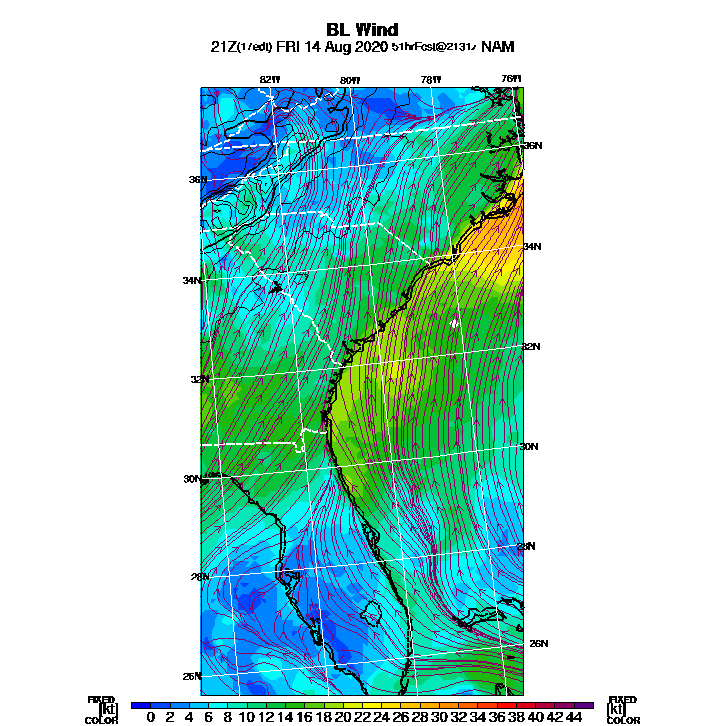 BL Wind
21Z(17edt) FRI 14 Aug 2020 51hrFcst@2131z NAM
82W 80W 78W 76W
36N
36N
34N
34N
32N
32N
30N
30N
28N
28N
26N
26N
FIXED FIXED
[kt] 0 2 4 6 8 10 12 14 16 18 20 22 24 26 28 30 32 34 36 38 40 42 44 [kt]
COLOR COLOR